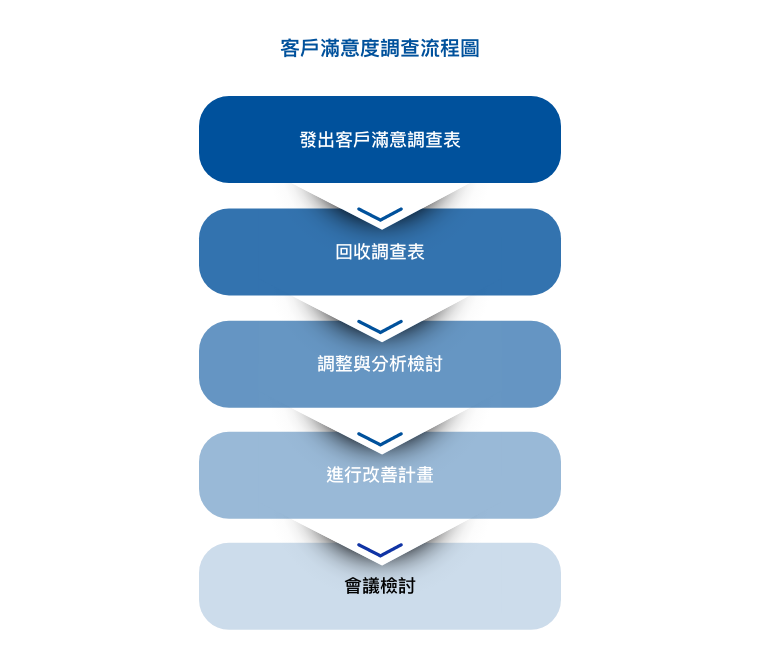 客戶滿意度調查流程圖
發出客戶滿意調查表
回收調查表
調整與分析檢討
進行改善計畫
會議檢討